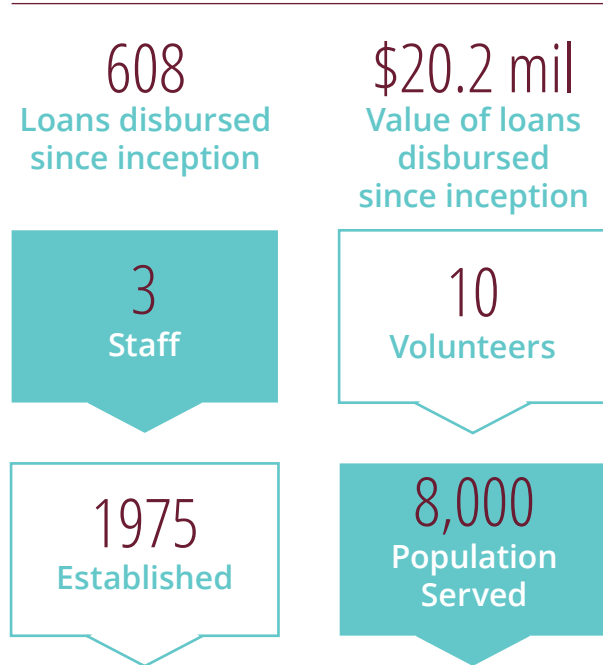 608
Loans disbursed
since inception
$20.2 mil
Value of loans
disbursed
since inception
3
Staff
10
Volunteers
1975
Established
8,000
Population
Served